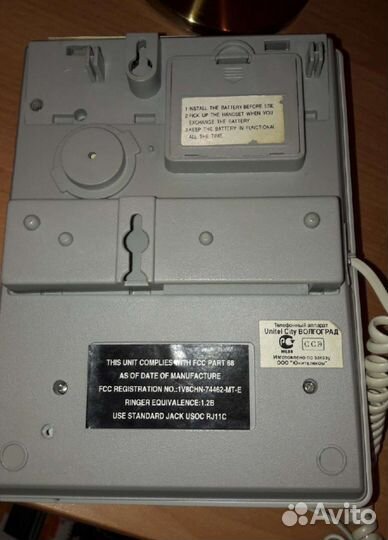 1 INSTALL THE BATTERY BEFORE USE
2 PICK UP THE HANDSET WHEN YOU
EXCHANGE THE BATTERY
3 KEEP THE BATTERY IN FUNCTIONAL
ALL THE TIME.
Телефонный аппарат
Unitel City ВОЛГОГРАД
ССЭ
Изготовлен по заказу
ООО "Юнителеком"
THIS UNIT COMPLIES WITH FCC PART 68
AS OF DATE OF MANUFACTURE
FCC REGISTRATION NO.:1V8CHN-74462-MT-E
RINGER EQUIVALENCE:1.2B
USE STANDARD JACK USOC RJ11C
Avito